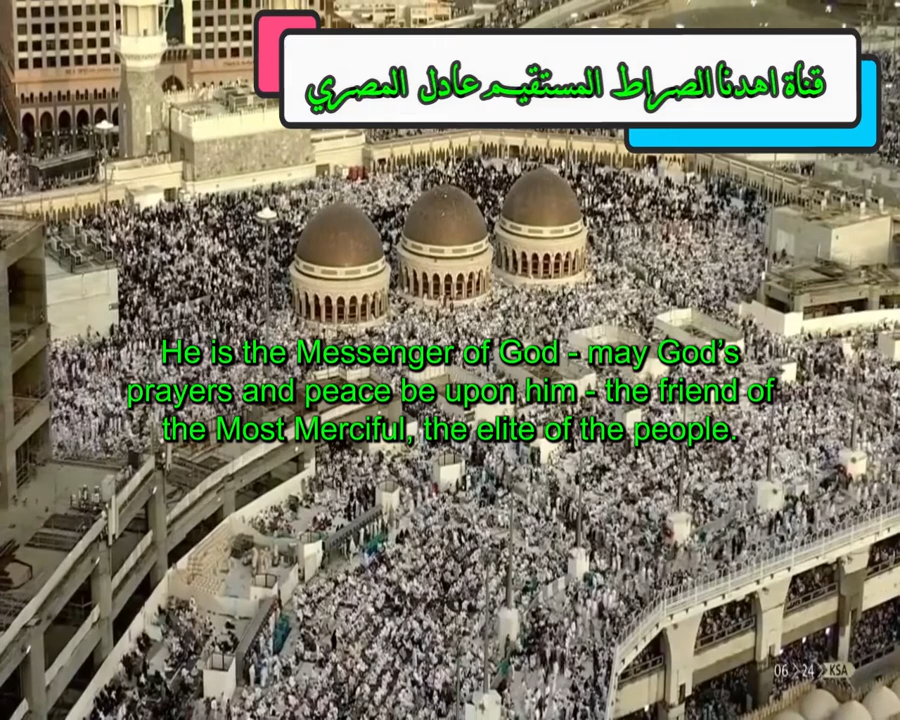 قناة اهدنا الصراط المستقيم عادل المصري
He is the Messenger of God - may God’s
prayers and peace be upon him - the friend of
the Most Merciful, the elite of the people.
06 24 KSA